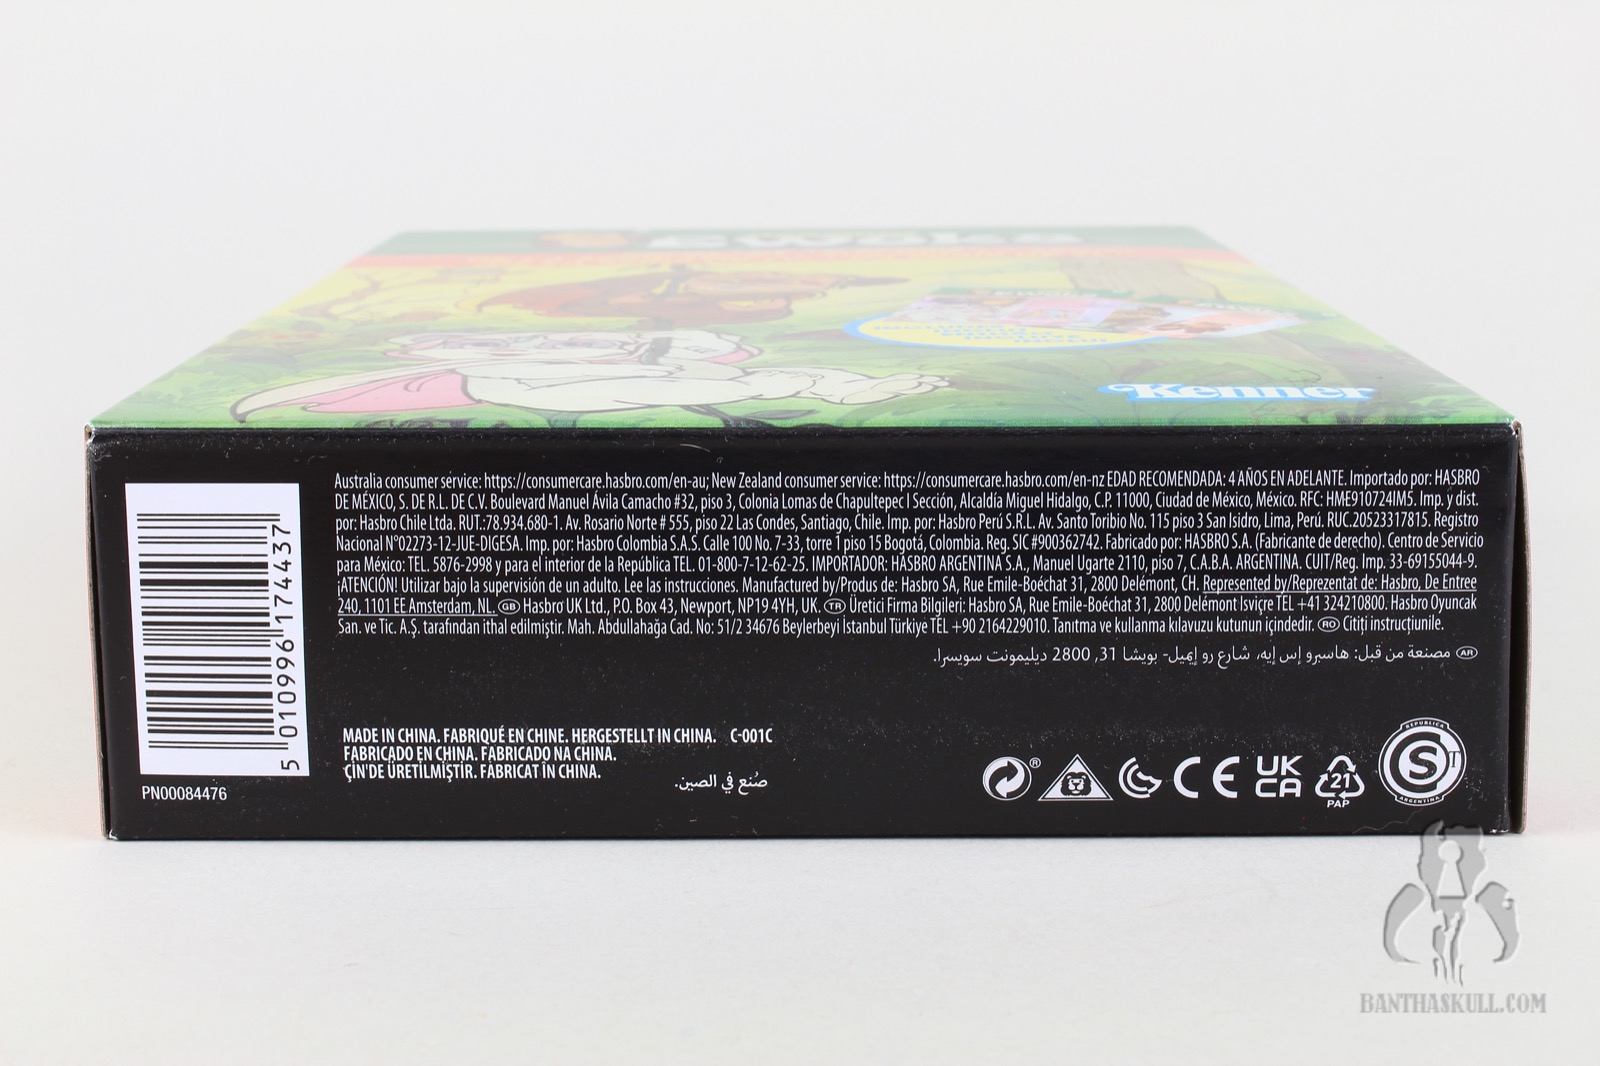 Ewoks
Kenner
Australia consumer service: https://consumercare.hasbro.com/en-au; New Zealand consumer service: https://consumercare.hasbro.com/en-nz EDAD RECOMENDADA: 4 AÑOS EN ADELANTE. Importado por: HASBRO
DE MÉXICO, S. DE R.L. DE C.V. Boulevard Manuel Ávila Camacho #32, piso 3, Colonia Lomas de Chapultepec I Sección, Alcaldía Miguel Hidalgo, C.P. 11000, Ciudad de México, México. RFC: HME910724IM5. Imp. y dist.
por: Hasbro Chile Ltda. RUT.:78.934.680-1. Av. Rosario Norte # 555, piso 22 Las Condes, Santiago, Chile. Imp. por: Hasbro Perú S.R.L. Av. Santo Toribio No. 115 piso 3 San Isidro, Lima, Perú. RUC.20523317815. Registro
Nacional N°02273-12-JUE-DIGESA. Imp. por: Hasbro Colombia S.A.S. Calle 100 No. 7-33, torre 1 piso 15 Bogotá, Colombia. Reg. SIC #900362742. Fabricado por: HASBRO S.A. (Fabricante de derecho). Centro de Servicio
para México: TEL. 5876-2998 y para el interior de la República TEL. 01-800-7-12-62-25. IMPORTADOR: HASBRO ARGENTINA S.A., Manuel Ugarte 2110, piso 7, C.A.B.A. ARGENTINA. CUIT/Reg. Imp. 33-69155044-9.
¡ATENCIÓN! Utilizar bajo la supervisión de un adulto. Lee las instrucciones. Manufactured by/Produs de: Hasbro SA, Rue Emile-Boéchat 31, 2800 Delémont, CH. Represented by/Reprezentat de: Hasbro, De Entree
240, 1101 EE Amsterdam, NL. GB Hasbro UK Ltd., P.O. Box 43, Newport, NP19 4YH, UK. TR Üretici Firma Bilgileri: Hasbro SA, Rue Emile-Boéchat 31, 2800 Delémont Isviçre TEL +41 324210800. Hasbro Oyuncak
San. ve Tic. A.Ş. tarafından ithal edilmiştir. Mah. Abdullahağa Cad. No: 51/2 34676 Beylerbeyi İstanbul Türkiye TEL +90 2164229010. Tanıtma ve kullanma kılavuzu kutunun içindedir. RO Citiți instrucțiunile.
AR مصنعة من قبل: هاسبرو إس إيه، شارع رو إيميل- بويشا 31, 2800 ديليمونت سويسرا.
5 010996 174437
PN00084476
MADE IN CHINA. FABRIQUÉ EN CHINE. HERGESTELLT IN CHINA. C-001C
FABRICADO EN CHINA. FABRICADO NA CHINA.
ÇİN'DE ÜRETİLMİŞTİR. FABRICAT ÎN CHINA.
صُنع في الصين.
® CE UK CA 21 PAP
REPUBLICA ARGENTINA S T
BANTHASKULL.COM